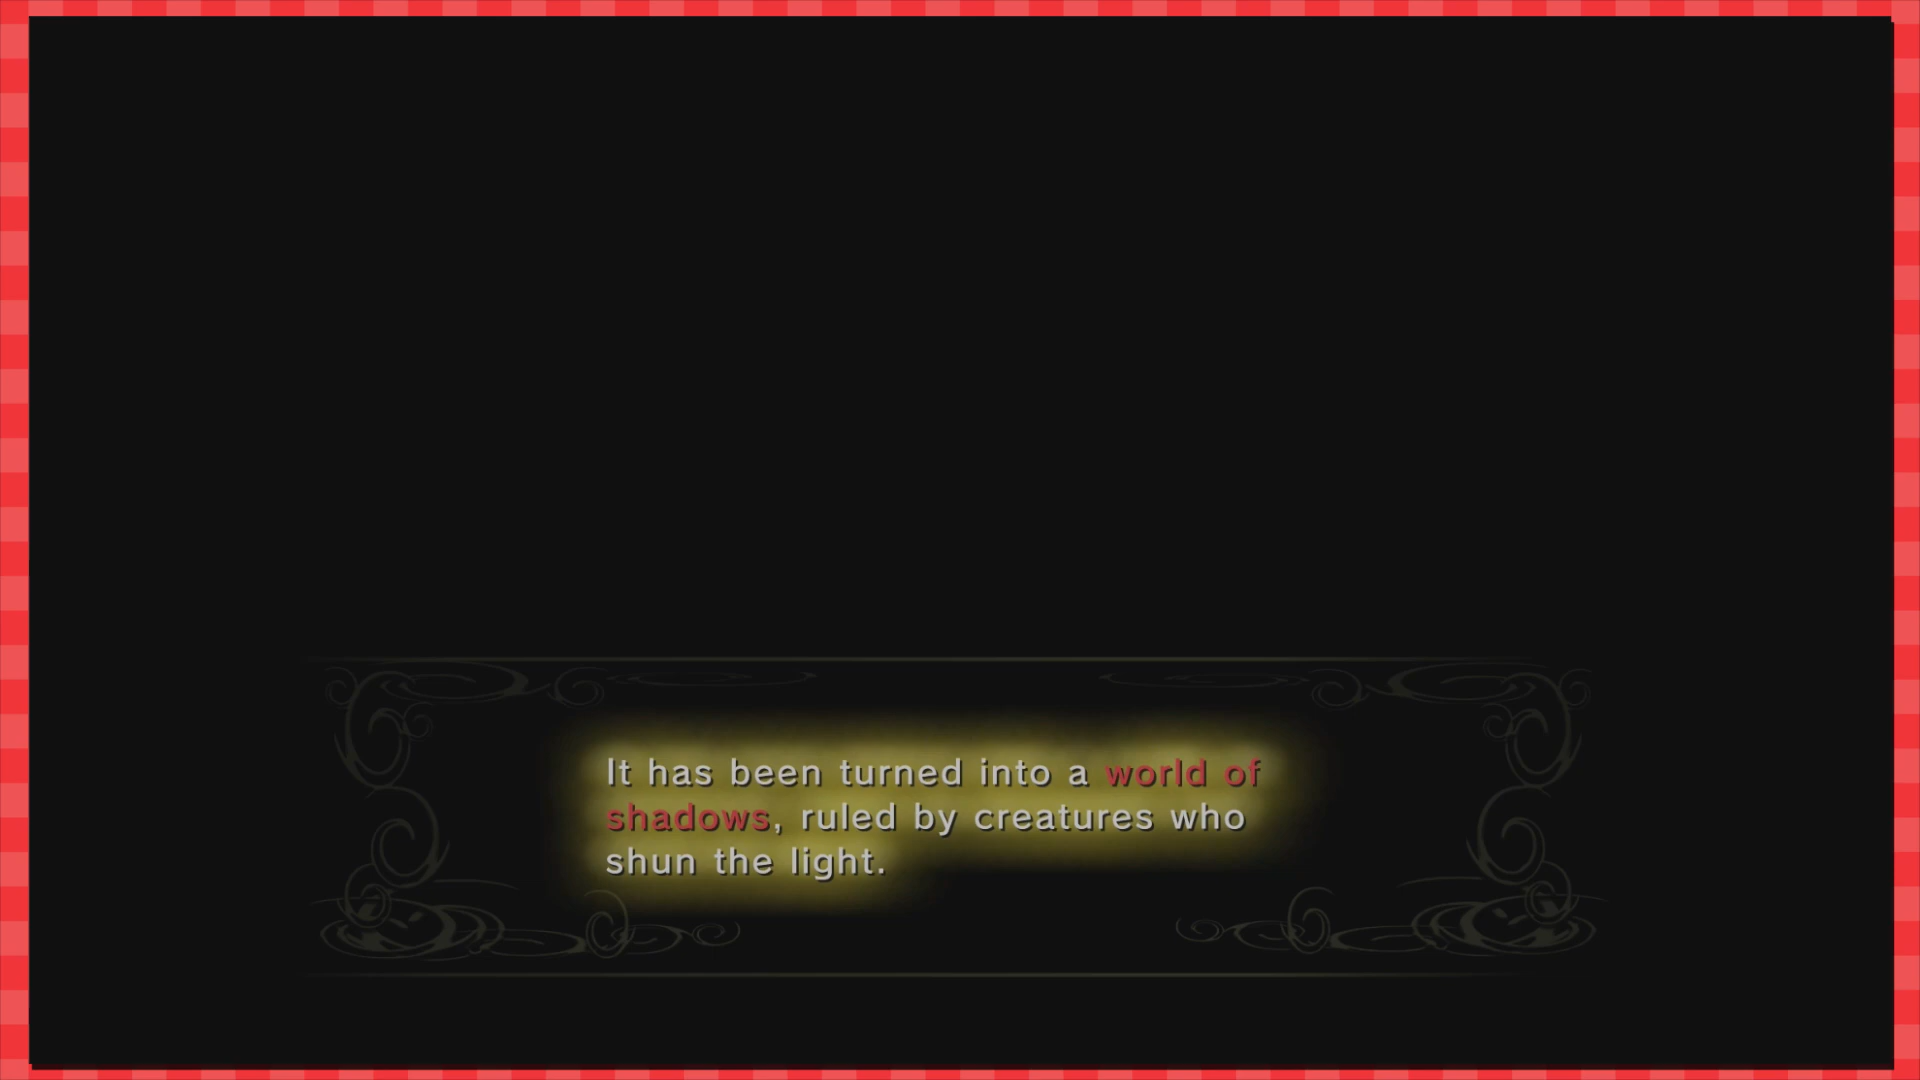 It has been turned into a world of
shadows, ruled by creatures who
shun the light.